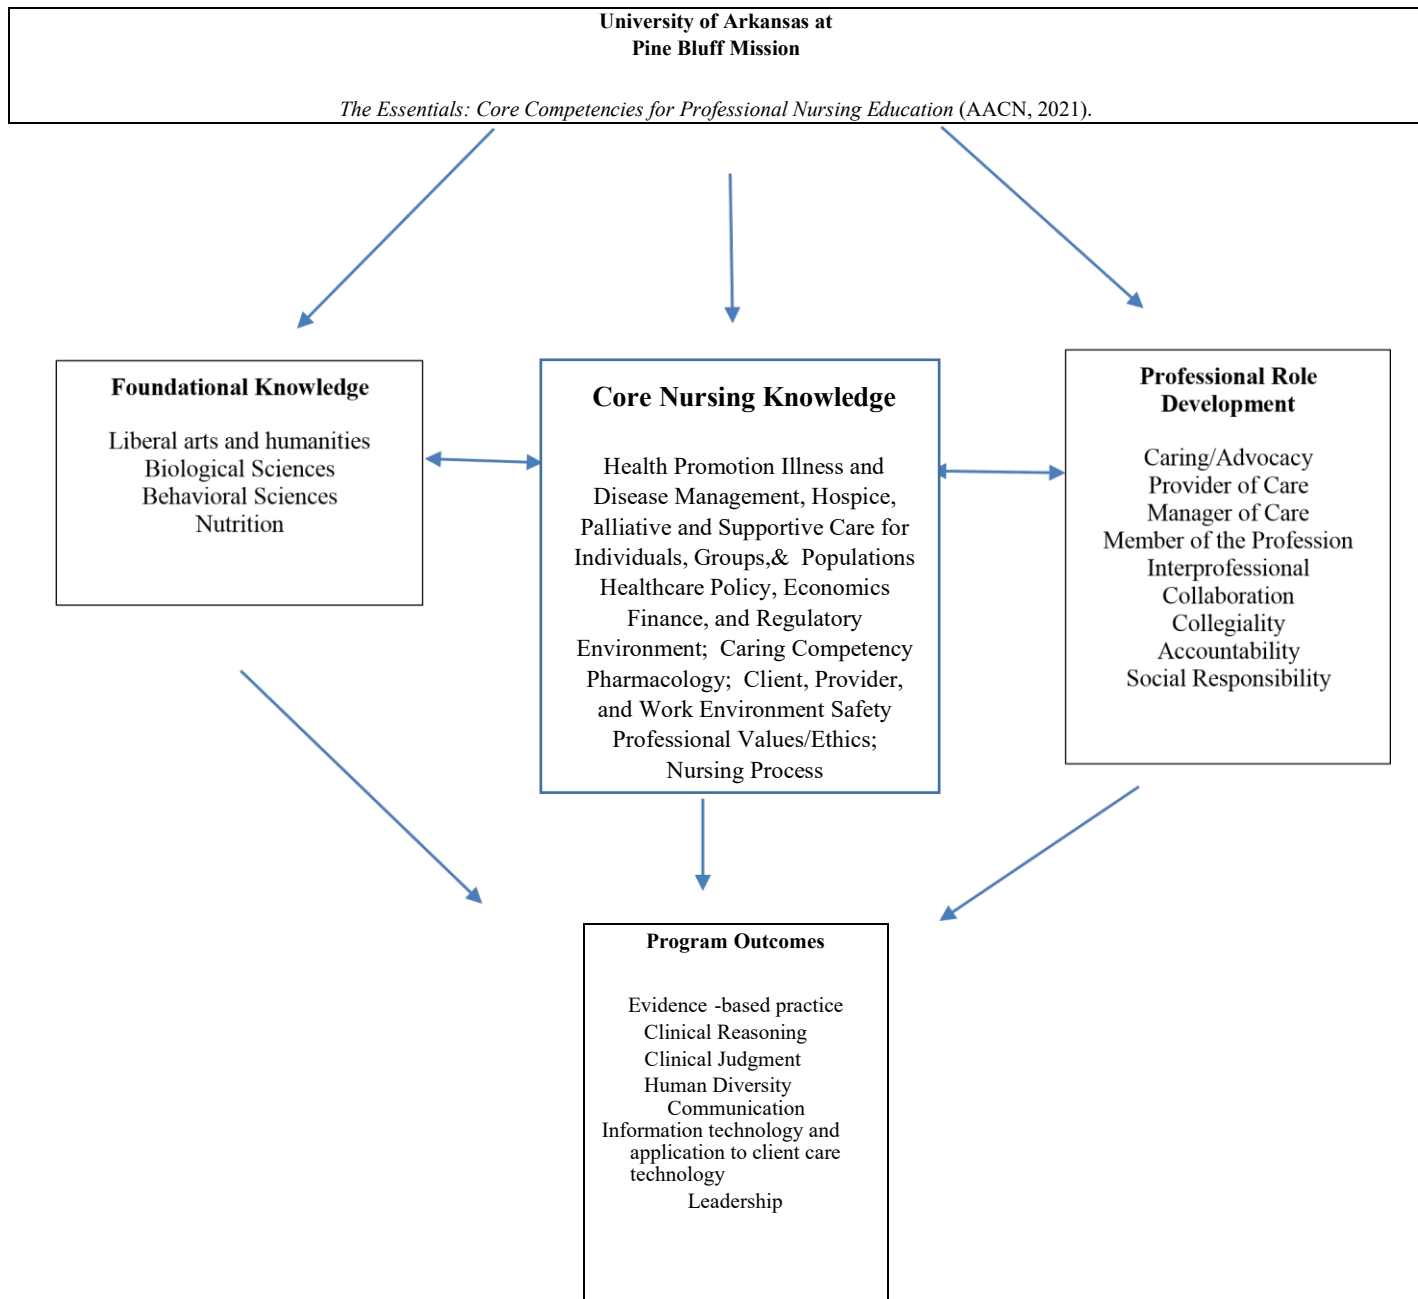 University of Arkansas at
Pine Bluff Mission
The Essentials: Core Competencies for Professional Nursing Education (AACN, 2021).
Foundational Knowledge
Liberal arts and humanities
Biological Sciences
Behavioral Sciences
Nutrition
Core Nursing Knowledge
Health Promotion Illness and
Disease Management, Hospice,
Palliative and Supportive Care for
Individuals, Groups,& Populations
Healthcare Policy, Economics
Finance, and Regulatory
Environment; Caring Competency
Pharmacology; Client, Provider,
and Work Environment Safety
Professional Values/Ethics;
Nursing Process
Professional Role
Development
Caring/Advocacy
Provider of Care
Manager of Care
Member of the Profession
Interprofessional
Collaboration
Collegiality
Accountability
Social Responsibility
Program Outcomes
Evidence -based practice
Clinical Reasoning
Clinical Judgment
Human Diversity
Communication
Information technology and
application to client care
technology
Leadership